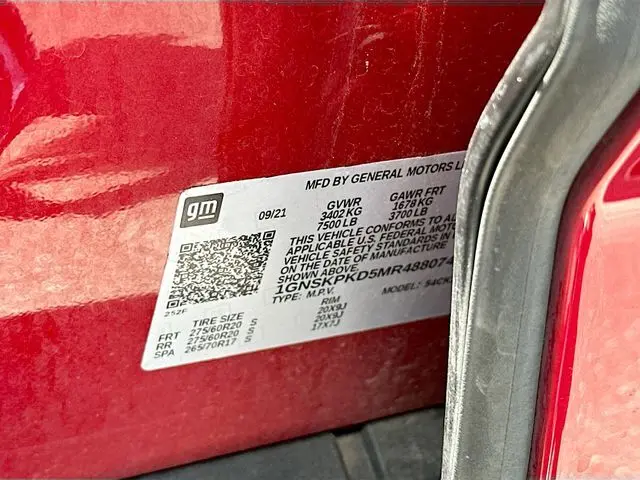 MFD BY GENERAL MOTORS L
gm
09/21
GVWR GAWR FRT
3402 KG 1678 KG
7500 LB 3700 LB
THIS VEHICLE CONFORMS TO AL
APPLICABLE U.S. FEDERAL MOTOR
VEHICLE SAFETY STANDARDS IN
ON THE DATE OF MANUFACTURE
SHOWN ABOVE.
1GNSKPKD5MR488074
TYPE: M.P.V. MODEL: 54CK
252F
TIRE SIZE RIM
FRT 275/60R20 S 20X9J
RR 275/60R20 S 20X9J
SPA 265/70R17 S 17X7J